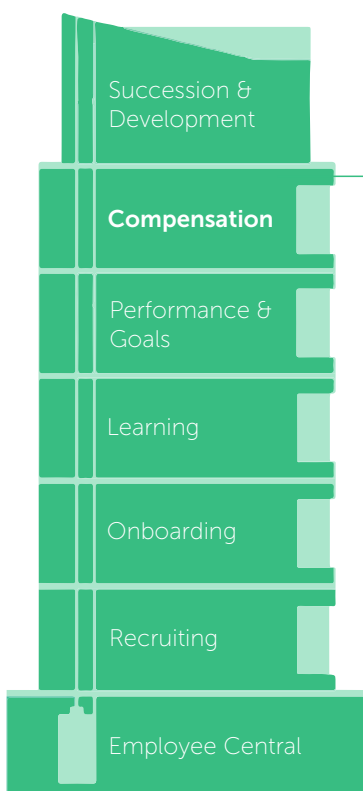 Succession &
Development
Compensation
Performance &
Goals
Learning
Onboarding
Recruiting
Employee Central